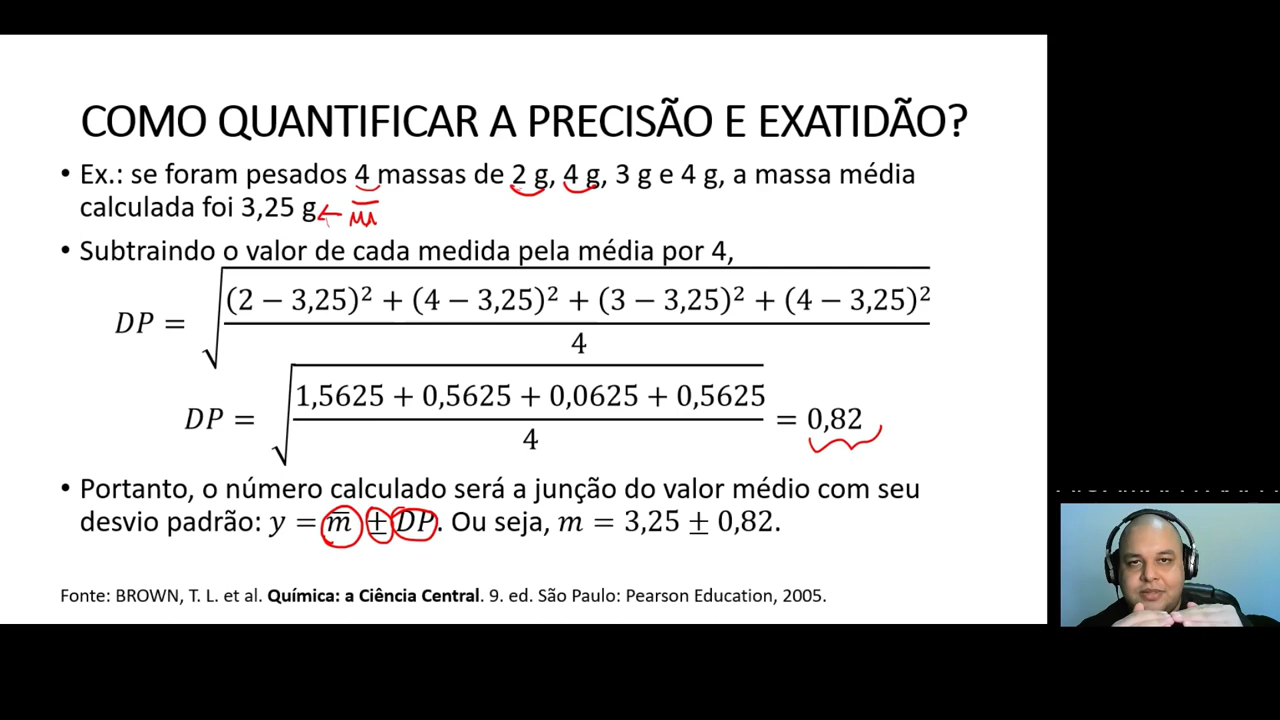 COMO QUANTIFICAR A PRECISÃO E EXATIDÃO?
• Ex.: se foram pesados 4 massas de 2 g, 4 g, 3 g e 4 g, a massa média
calculada foi 3,25 g ← m̅
• Subtraindo o valor de cada medida pela média por 4,
DP = √((2 − 3,25)² + (4 − 3,25)² + (3 − 3,25)² + (4 − 3,25)² / 4)
DP = √(1,5625 + 0,5625 + 0,0625 + 0,5625 / 4) = 0,82
• Portanto, o número calculado será a junção do valor médio com seu
desvio padrão: y = m̅ ± DP. Ou seja, m = 3,25 ± 0,82.
Fonte: BROWN, T. L. et al. Química: a Ciência Central. 9. ed. São Paulo: Pearson Education, 2005.